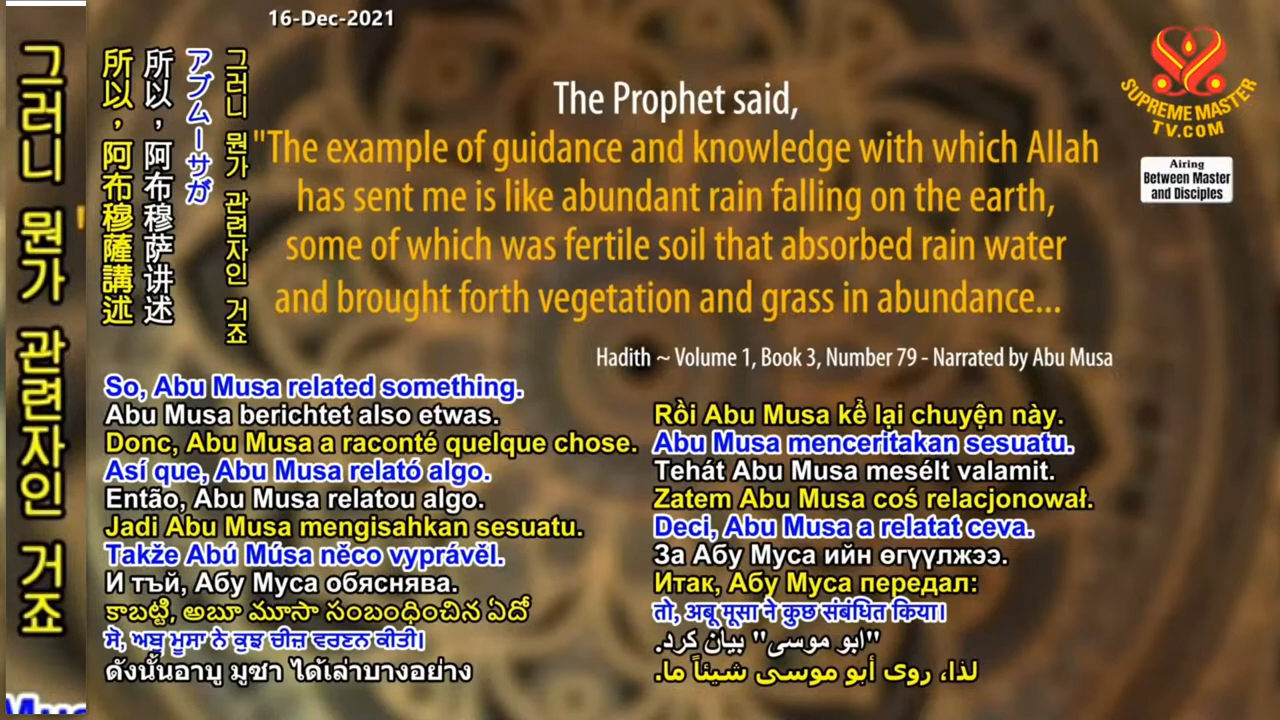 16-Dec-2021
그러니 뭔가 관련자인 거죠
所以，阿布穆薩講述
所以，阿布穆萨讲述
アブムーサが
그러니 뭔가 관련자인 거죠
The Prophet said,
"The example of guidance and knowledge with which Allah
has sent me is like abundant rain falling on the earth,
some of which was fertile soil that absorbed rain water
and brought forth vegetation and grass in abundance...
Hadith ~ Volume 1, Book 3, Number 79 - Narrated by Abu Musa
SUPREME MASTER
TV.COM
Airing
Between Master
and Disciples
So, Abu Musa related something.
Abu Musa berichtet also etwas.
Donc, Abu Musa a raconté quelque chose.
Así que, Abu Musa relató algo.
Então, Abu Musa relatou algo.
Jadi Abu Musa mengisahkan sesuatu.
Takže Abú Músa něco vyprávěl.
И тъй, Абу Муса обяснява.
కాబట్టి, అబూ మూసా సంబంధించిన ఏదో
ਸੋ, ਅਬੂ ਮੂਸਾ ਨੇ ਕੁਝ ਚੀਜ਼ ਵਰਣਨ ਕੀਤੀ।
ดังนั้นอาบู มูซา ได้เล่าบางอย่าง
Rồi Abu Musa kể lại chuyện này.
Abu Musa menceritakan sesuatu.
Tehát Abu Musa mesélt valamit.
Zatem Abu Musa coś relacjonował.
Deci, Abu Musa a relatat ceva.
За Абу Муса ийн өгүүлжээ.
Итак, Абу Муса передал:
तो, अबू मूसा ने कुछ संबंधित किया।
"ابو موسی" بیان کرد.
لذا، روى أبو موسى شيئاً ما.